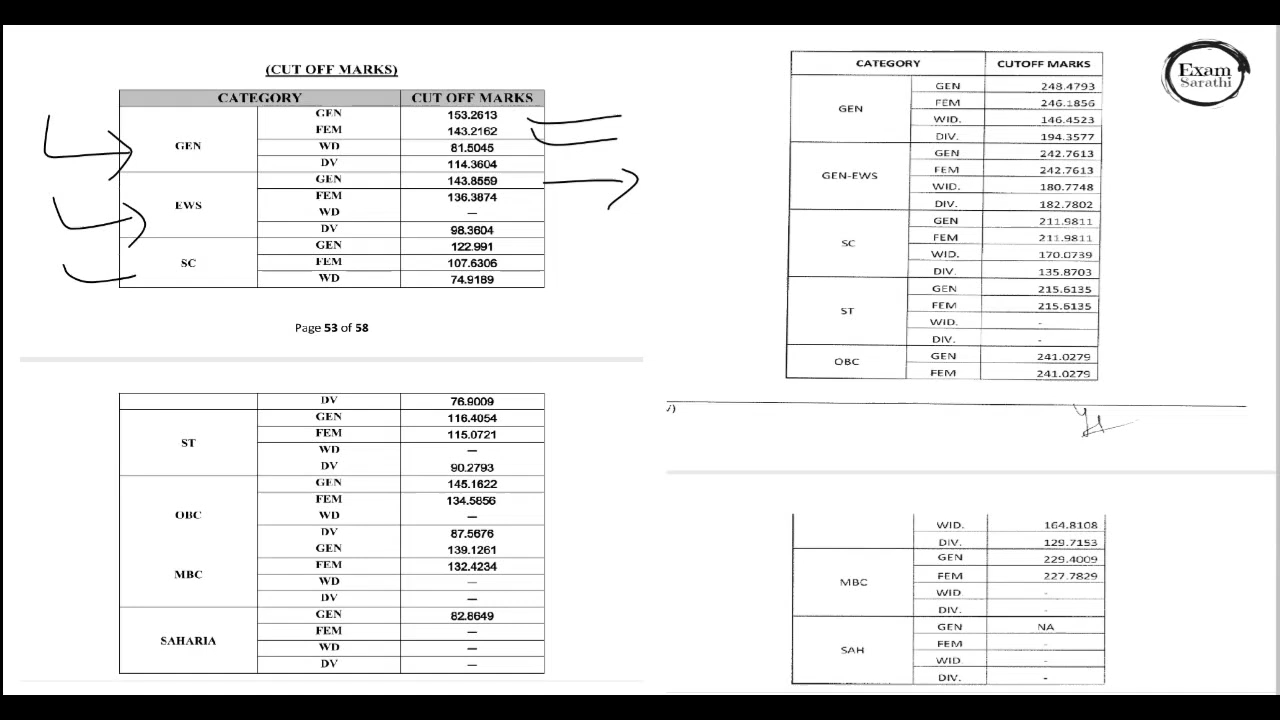 (CUT OFF MARKS)
CATEGORY CUT OFF MARKS
GEN GEN 153.2613
FEM 143.2162
WD 81.5045
DV 114.3604
EWS GEN 143.8559
FEM 136.3874
WD —
DV 98.3604
SC GEN 122.991
FEM 107.6306
WD 74.9189
Page 53 of 58
DV 76.9009
ST GEN 116.4054
FEM 115.0721
WD —
DV 90.2793
OBC GEN 145.1622
FEM 134.5856
WD —
DV 87.5676
MBC GEN 139.1261
FEM 132.4234
WD —
DV —
SAHARIA GEN 82.8649
FEM —
WD —
DV —
CATEGORY CUTOFF MARKS
GEN GEN 248.4793
FEM 246.1856
WID. 146.4523
DIV. 194.3577
GEN-EWS GEN 242.7613
FEM 242.7613
WID. 180.7748
DIV. 182.7802
SC GEN 211.9811
FEM 211.9811
WID. 170.0739
DIV. 135.8703
ST GEN 215.6135
FEM 215.6135
WID. -
DIV. -
OBC GEN 241.0279
FEM 241.0279
WID. 164.8108
DIV. 129.7153
MBC GEN 229.4009
FEM 227.7829
WID. -
DIV. -
SAH GEN NA
FEM -
WID. -
DIV. -
Exam
Sarathi